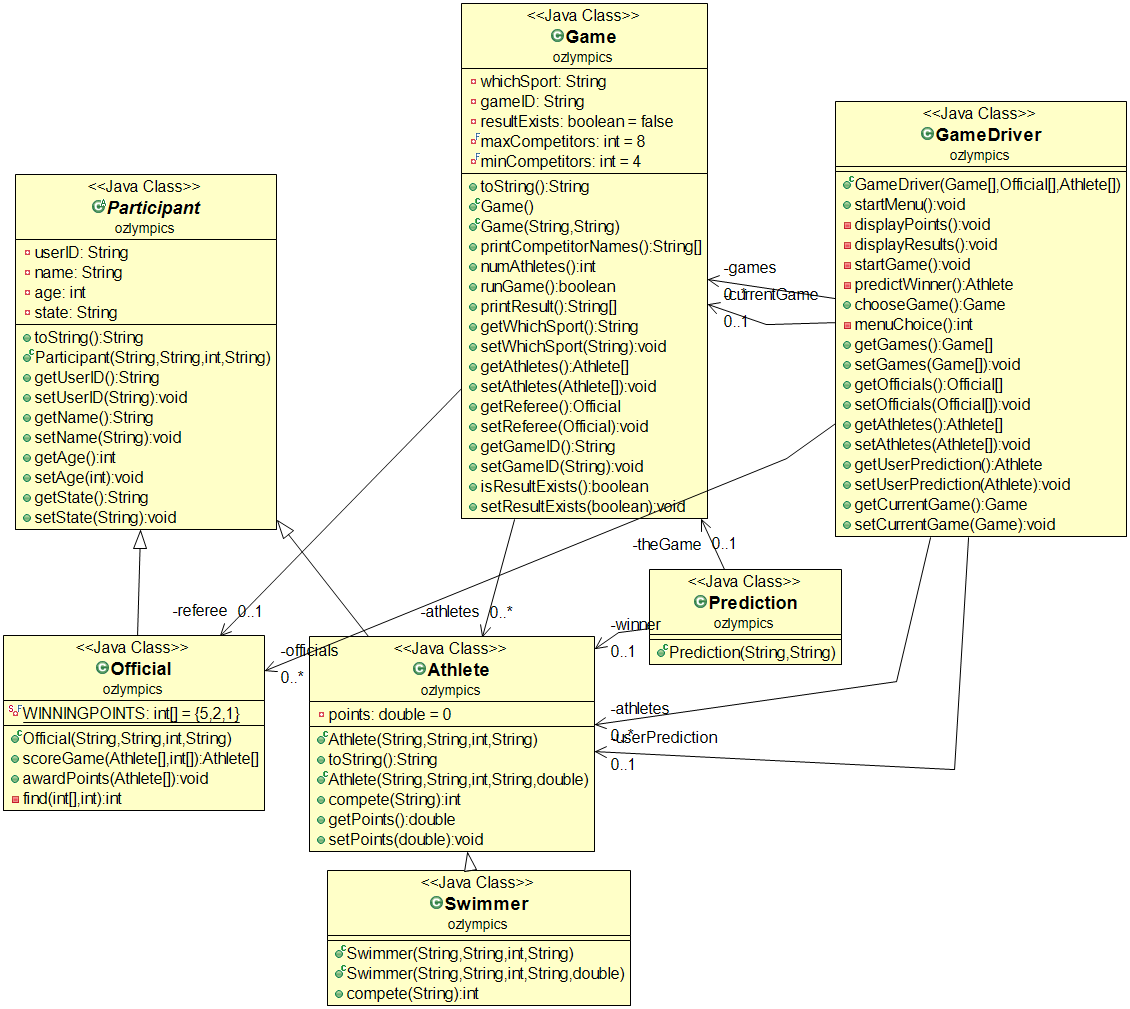 <<Java Class>>
Game
ozlympics
whichSport: String
gameID: String
resultExists: boolean = false
maxCompetitors: int = 8
minCompetitors: int = 4
toString():String
Game()
Game(String,String)
printCompetitorNames():String[]
numAthletes():int
runGame():boolean
printResult():String[]
getWhichSport():String
setWhichSport(String):void
getAthletes():Athlete[]
setAthletes(Athlete[]):void
getReferee():Official
setReferee(Official):void
getGameID():String
setGameID(String):void
isResultExists():boolean
setResultExists(boolean):void
<<Java Class>>
GameDriver
ozlympics
GameDriver(Game[],Official[],Athlete[])
startMenu():void
displayPoints():void
displayResults():void
startGame():void
predictWinner():Athlete
chooseGame():Game
menuChoice():int
getGames():Game[]
setGames(Game[]):void
getOfficials():Official[]
setOfficials(Official[]):void
getAthletes():Athlete[]
setAthletes(Athlete[]):void
getUserPrediction():Athlete
setUserPrediction(Athlete):void
getCurrentGame():Game
setCurrentGame(Game):void
<<Java Class>>
Participant
ozlympics
userID: String
name: String
age: int
state: String
toString():String
Participant(String,String,int,String)
getUserID():String
setUserID(String):void
getName():String
setName(String):void
getAge():int
setAge(int):void
getState():String
setState(String):void
-games
0..*
-currentGame
0..1
-theGame 0..1
<<Java Class>>
Prediction
ozlympics
Prediction(String,String)
-referee 0..1
-athletes 0..*
-winner
0..1
-officials
0..*
<<Java Class>>
Official
ozlympics
WINNINGPOINTS: int[] = {5,2,1}
Official(String,String,int,String)
scoreGame(Athlete[],int[]):Athlete[]
awardPoints(Athlete[]):void
find(int[],int):int
<<Java Class>>
Athlete
ozlympics
points: double = 0
Athlete(String,String,int,String)
toString():String
Athlete(String,String,int,String,double)
compete(String):int
getPoints():double
setPoints(double):void
-athletes
0..*
-userPrediction
0..1
<<Java Class>>
Swimmer
ozlympics
Swimmer(String,String,int,String)
Swimmer(String,String,int,String,double)
compete(String):int